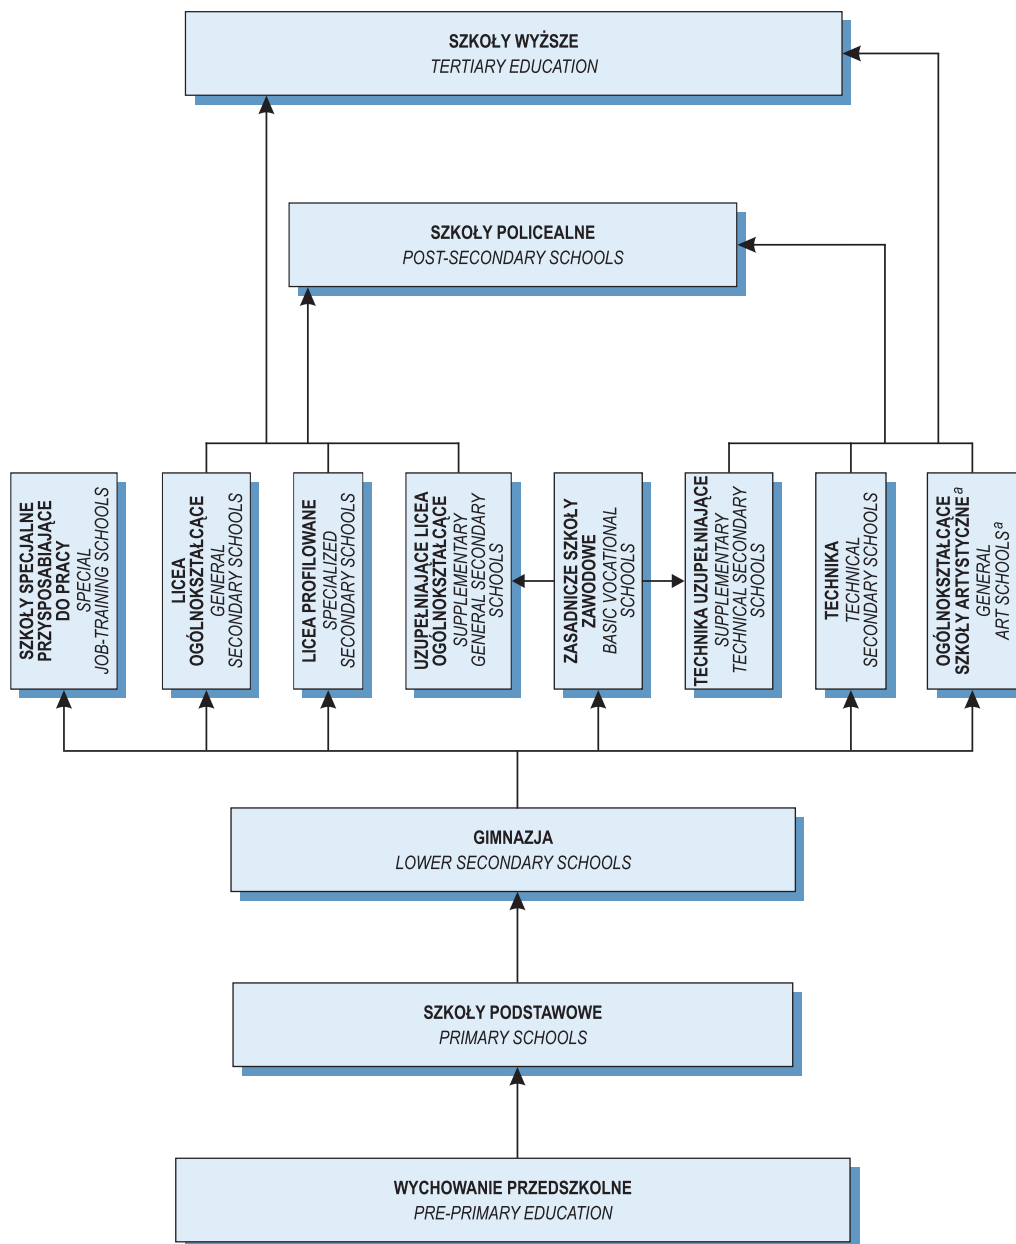 SZKOŁY WYŻSZE
TERTIARY EDUCATION
SZKOŁY POLICEALNE
POST-SECONDARY SCHOOLS
SZKOŁY SPECJALNE
PRZYSPOSABIAJĄCE
DO PRACY
SPECIAL
JOB-TRAINING SCHOOLS
LICEA
OGÓLNOKSTAŁCĄCE
GENERAL
SECONDARY SCHOOLS
LICEA PROFILOWANE
SPECIALIZED
SECONDARY SCHOOLS
UZUPEŁNIAJĄCE LICEA
OGÓLNOKSZTAŁCĄCE
SUPPLEMENTARY
GENERAL SECONDARY
SCHOOLS
ZASADNICZE SZKOŁY
ZAWODOWE
BASIC VOCATIONAL
SCHOOLS
TECHNIKA UZUPEŁNIAJĄCE
SUPPLEMENTARY
TECHNICAL SECONDARY
SCHOOLS
TECHNIKA
TECHNICAL
SECONDARY SCHOOLS
OGÓLNOKSZTAŁCĄCE
SZKOŁY ARTYSTYCZNE a
GENERAL
ART SCHOOLS a
GIMNAZJA
LOWER SECONDARY SCHOOLS
SZKOŁY PODSTAWOWE
PRIMARY SCHOOLS
WYCHOWANIE PRZEDSZKOLNE
PRE-PRIMARY EDUCATION